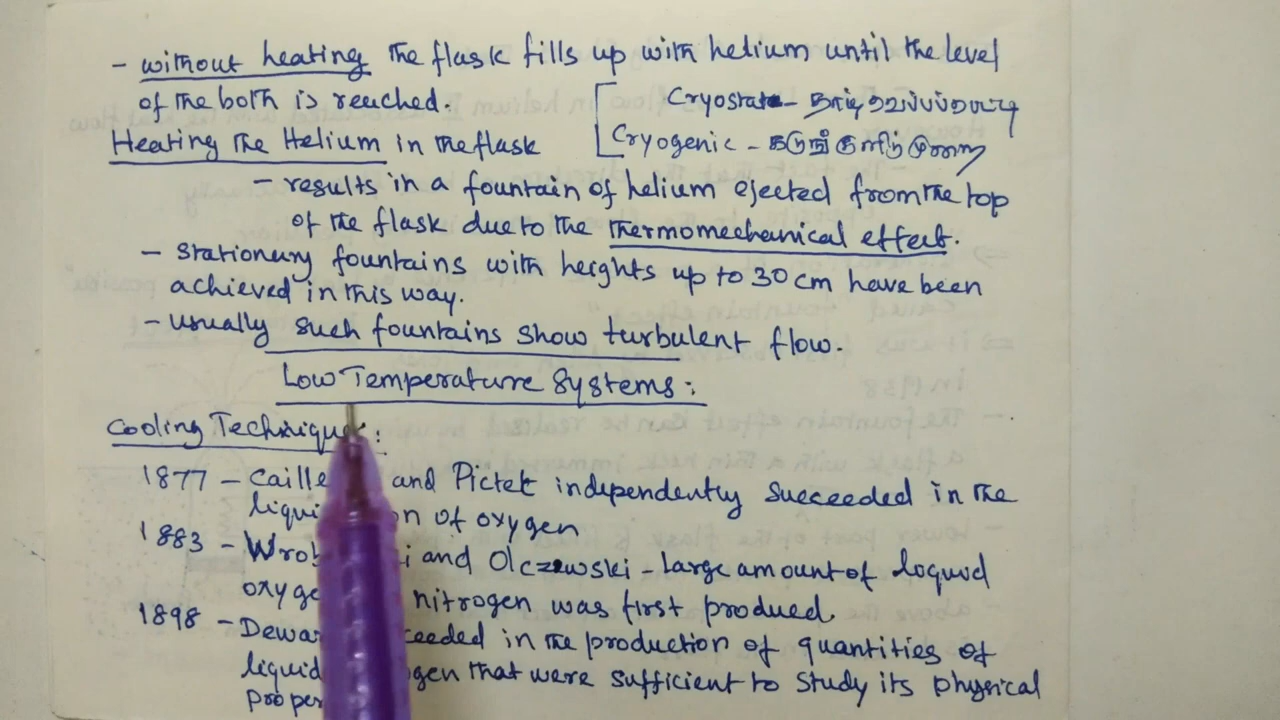 - without heating the flask fills up with helium until the level
of the both is reached.
Cryostate -
Heating the Helium in the flask
Cryogenic -
- results in a fountain of helium ejected from the top
of the flask due to the thermomechanical effect.
- stationary fountains with heights up to 30 cm have been
achieved in this way.
- usually such fountains show turbulent flow.
Low Temperature Systems:
Cooling Technique:
1877 - and Pictet independently succeeded in the
of oxygen
1883 - and Olczewski - large amount of loquid
nitrogen was first produced.
1898 - in the production of quantities of
that were sufficient to study its physical